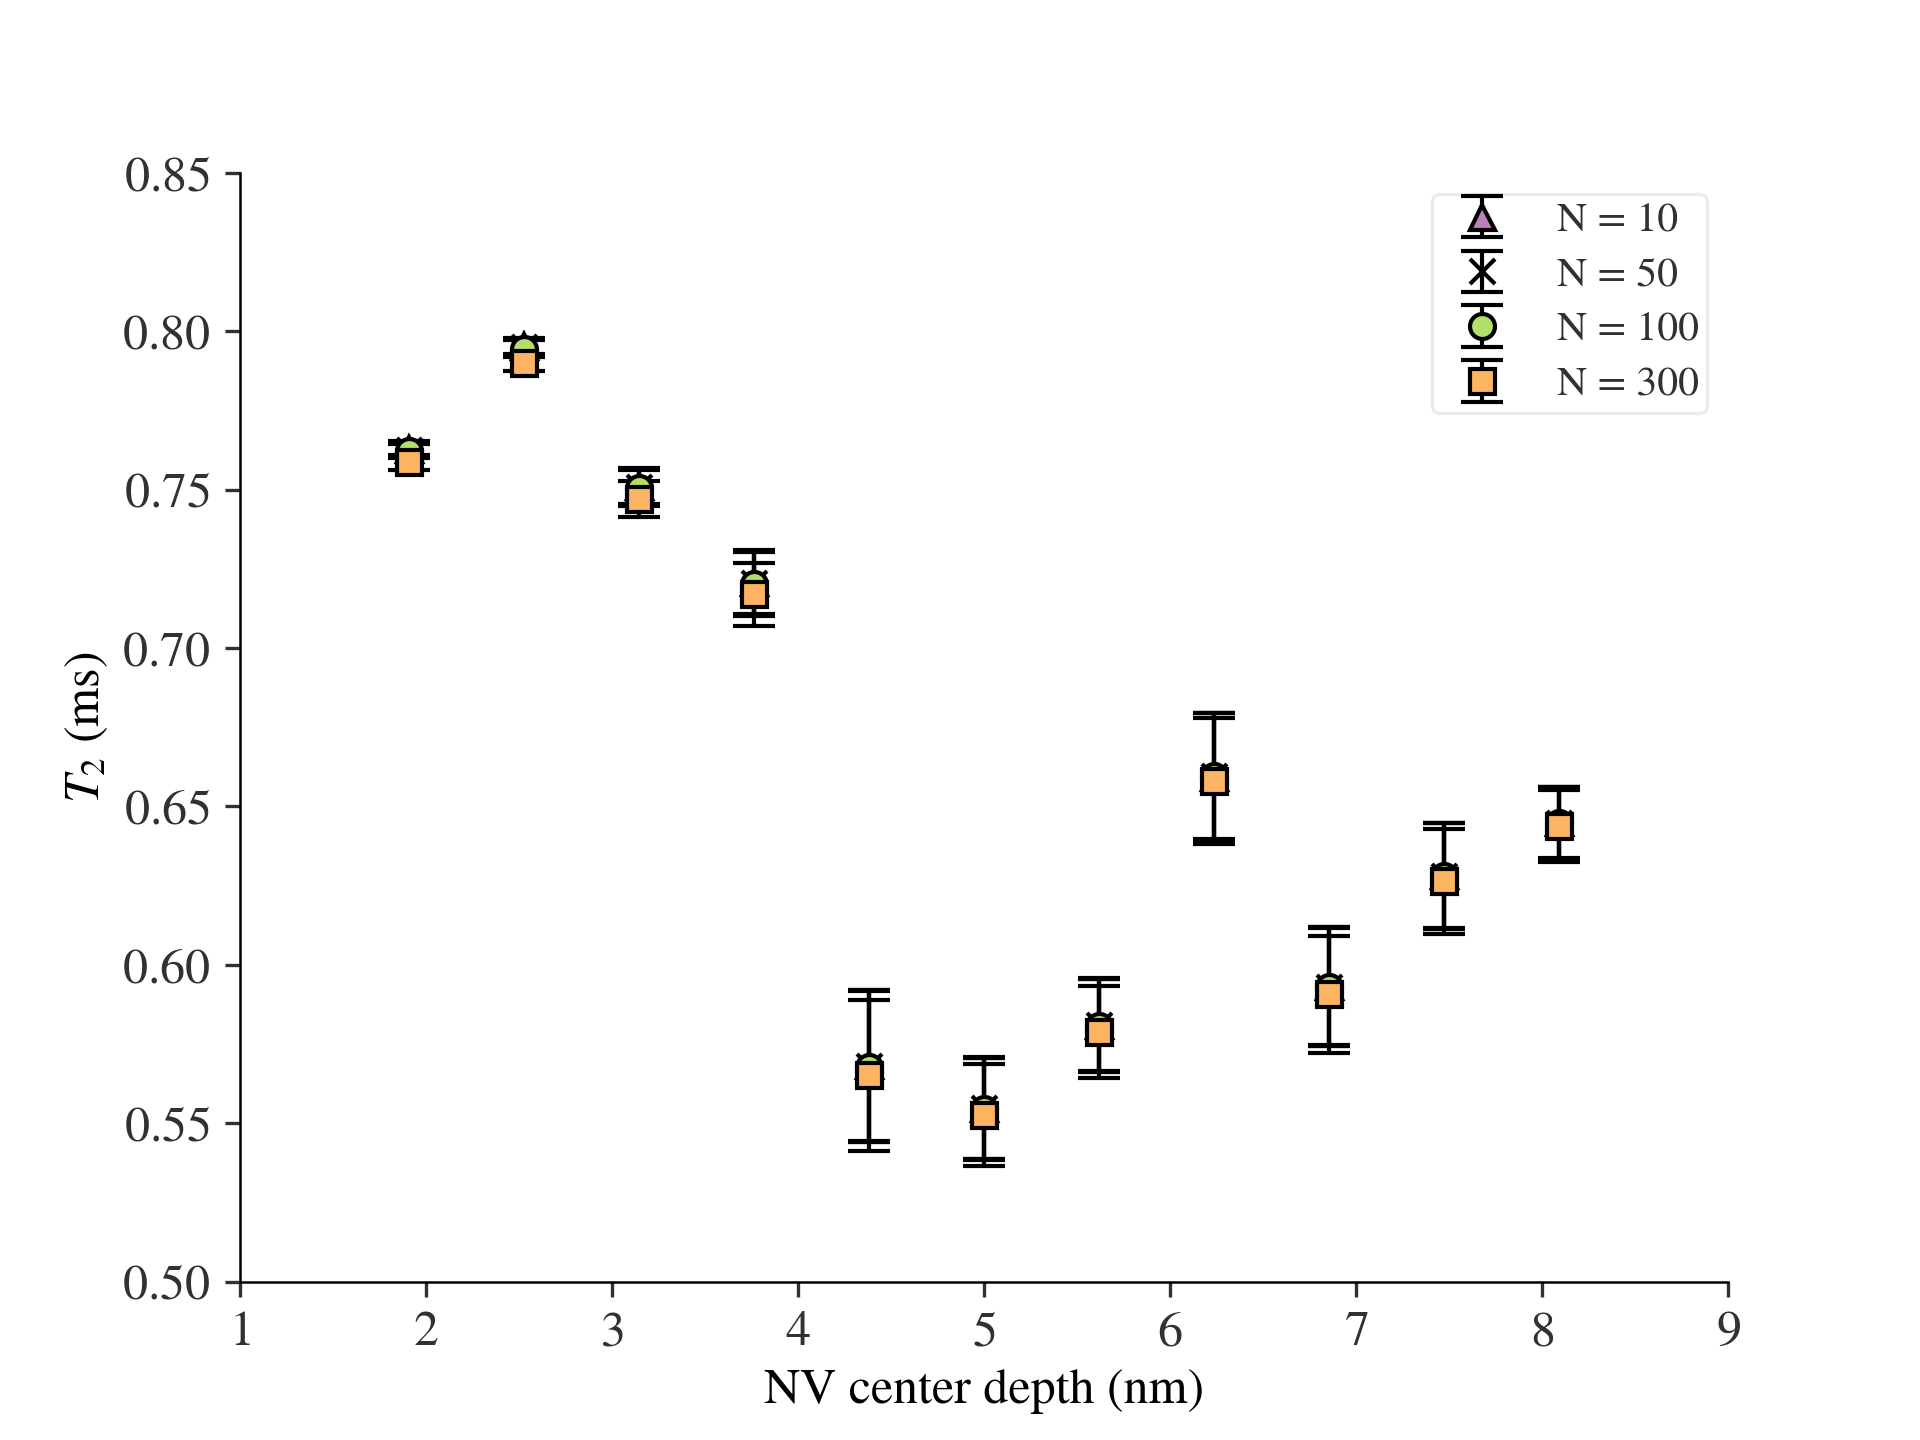 0.85
0.80
0.75
0.70
0.65
0.60
0.55
0.50
T₂ (ms)
N = 10
N = 50
N = 100
N = 300
1 2 3 4 5 6 7 8 9
NV center depth (nm)